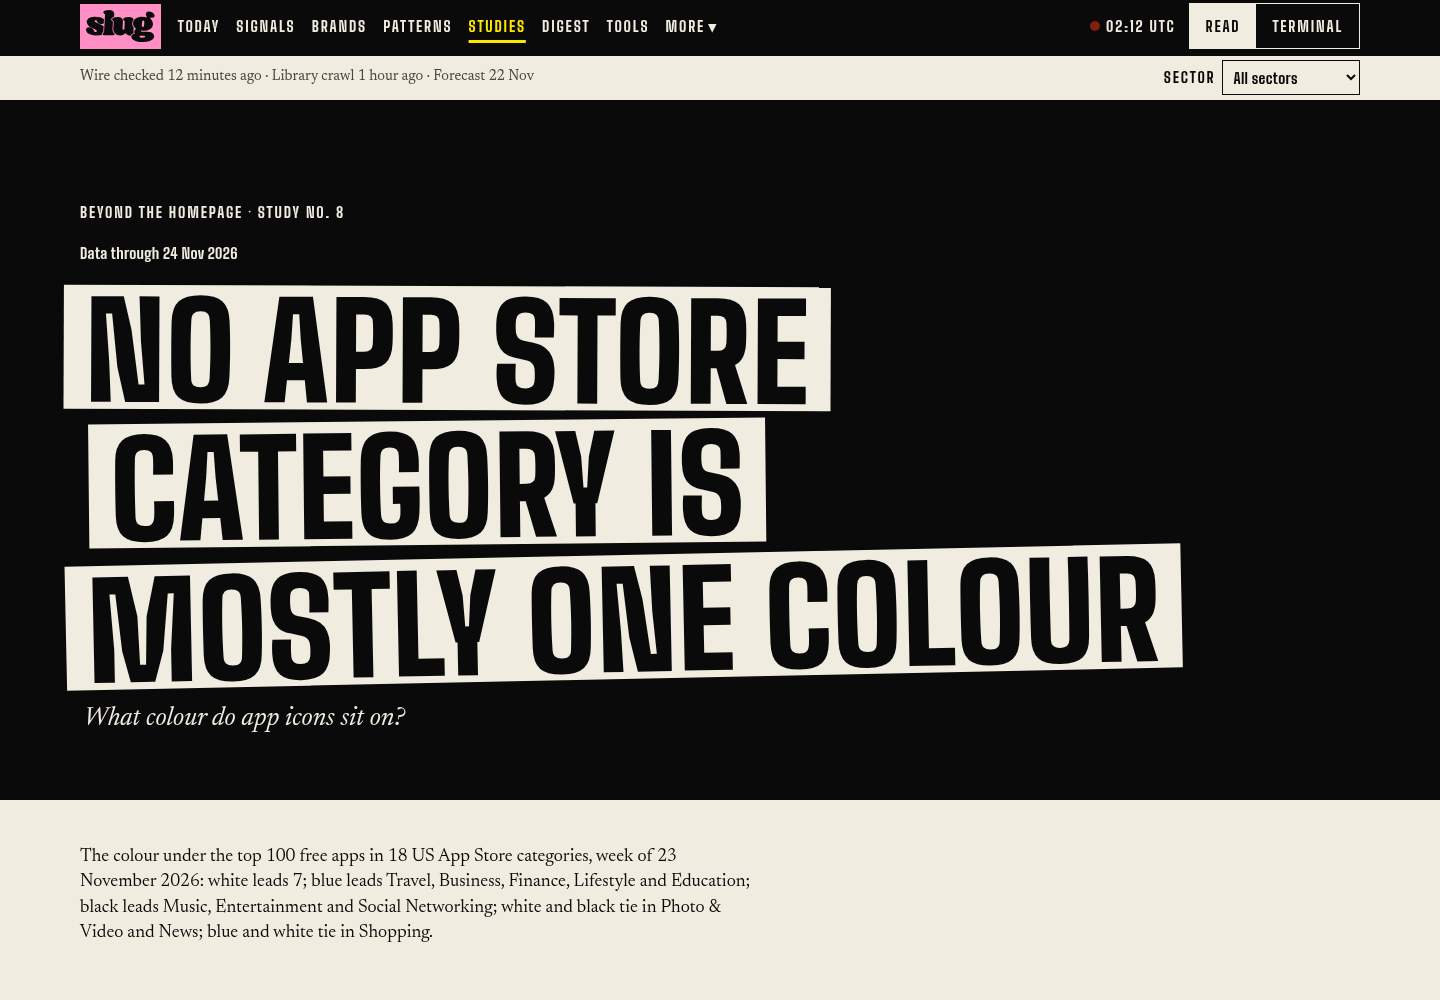 slug TODAY SIGNALS BRANDS PATTERNS STUDIES DIGEST TOOLS MORE ▾ 02:12 UTC READ TERMINAL
Wire checked 12 minutes ago · Library crawl 1 hour ago · Forecast 22 Nov SECTOR All sectors
BEYOND THE HOMEPAGE · STUDY NO. 8
Data through 24 Nov 2026
NO APP STORE
CATEGORY IS
MOSTLY ONE COLOUR
What colour do app icons sit on?
The colour under the top 100 free apps in 18 US App Store categories, week of 23
November 2026: white leads 7; blue leads Travel, Business, Finance, Lifestyle and Education;
black leads Music, Entertainment and Social Networking; white and black tie in Photo &
Video and News; blue and white tie in Shopping.